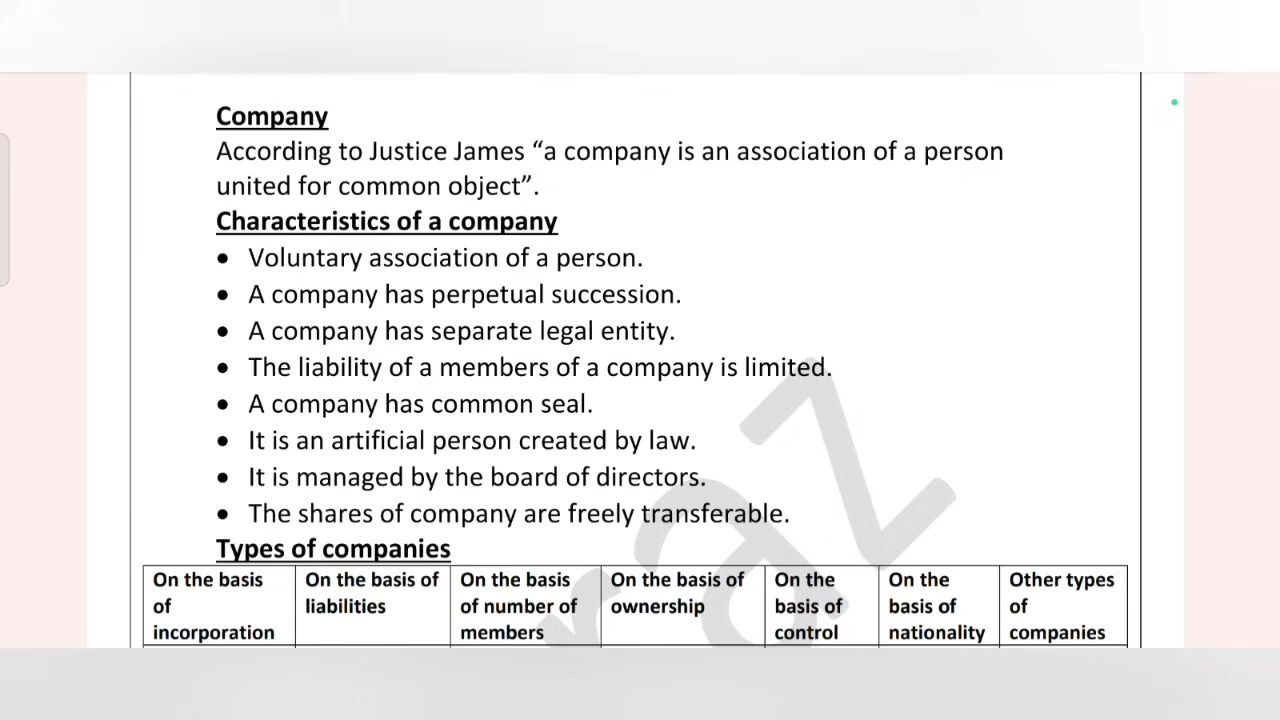 Company
According to Justice James “a company is an association of a person
united for common object”.
Characteristics of a company
• Voluntary association of a person.
• A company has perpetual succession.
• A company has separate legal entity.
• The liability of a members of a company is limited.
• A company has common seal.
• It is an artificial person created by law.
• It is managed by the board of directors.
• The shares of company are freely transferable.
Types of companies
On the basis
of
incorporation
On the basis of
liabilities
On the basis
of number of
members
On the basis of
ownership
On the
basis of
control
On the
basis of
nationality
Other types
of
companies